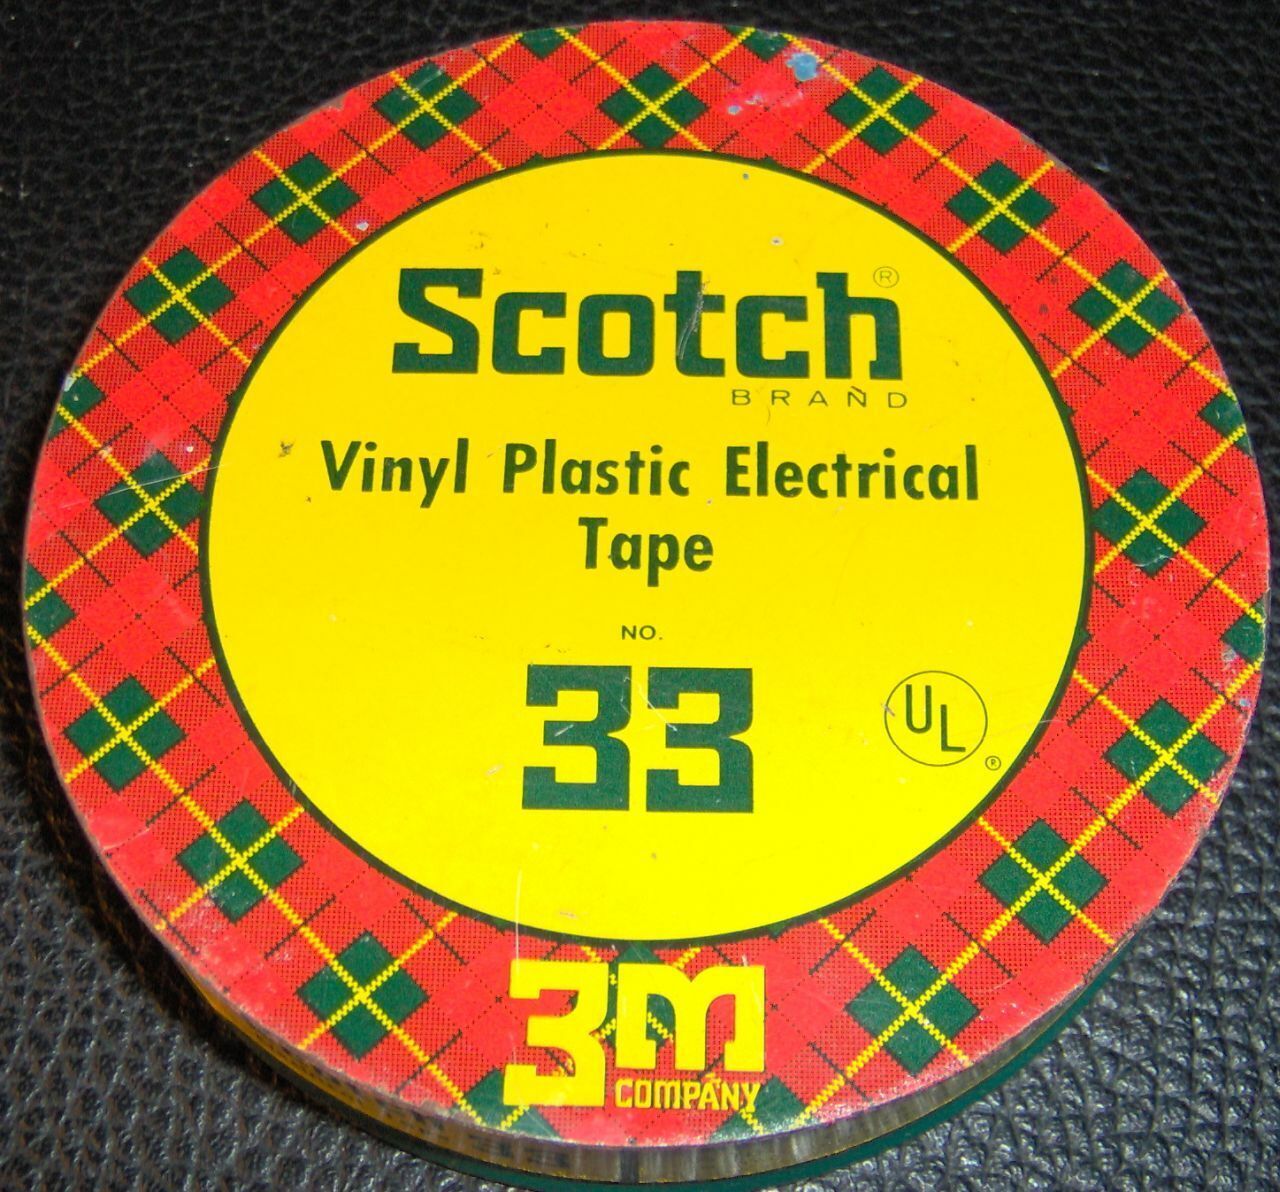 Scotch®
BRAND
Vinyl Plastic Electrical
Tape
NO.
33
UL®
3M
COMPANY